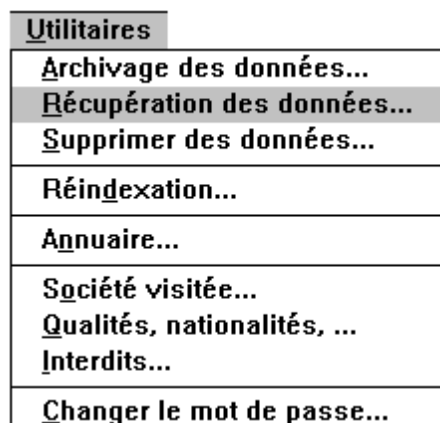 Utilitaires
Archivage des données...
Récupération des données...
Supprimer des données...
Réindexation...
Annuaire...
Société visitée...
Qualités, nationalités, ...
Interdits...
Changer le mot de passe...